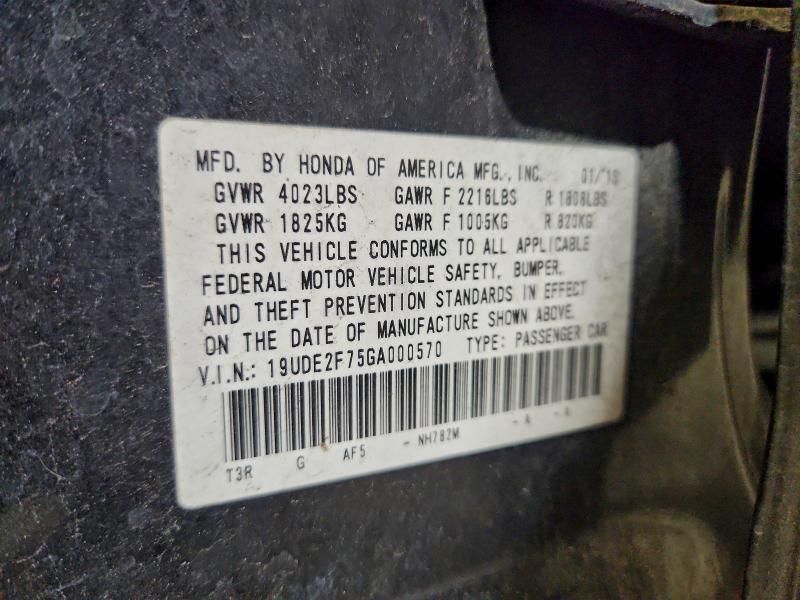 MFD. BY HONDA OF AMERICA MFG., INC.
GVWR 4023LBS GAWR F 2216LBS R 1808LBS
GVWR 1825KG GAWR F 1005KG R 820KG
THIS VEHICLE CONFORMS TO ALL APPLICABLE
FEDERAL MOTOR VEHICLE SAFETY, BUMPER,
AND THEFT PREVENTION STANDARDS IN EFFECT
ON THE DATE OF MANUFACTURE SHOWN ABOVE.
V.I.N.: 19UDE2F75GA000570 TYPE: PASSENGER CAR
T3R G AF5 - NH782M - A - A